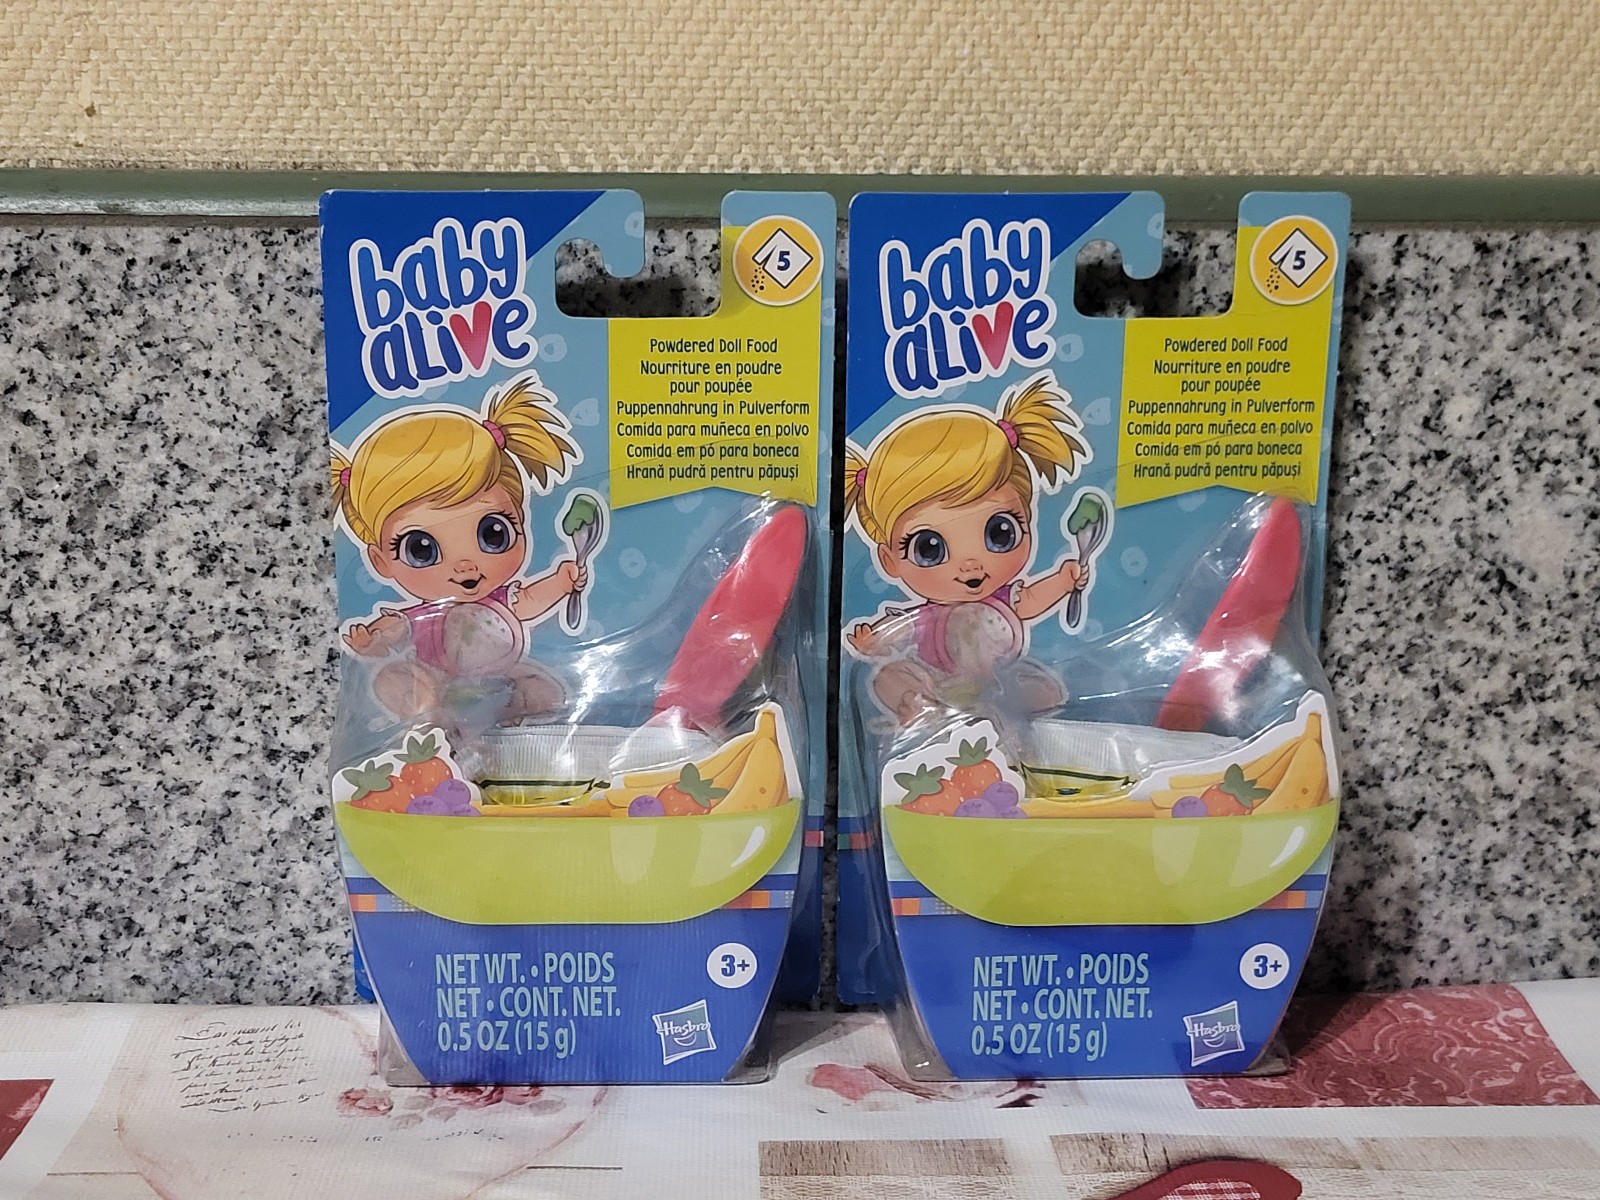 baby
alive
5
Powdered Doll Food
Nourriture en poudre
pour poupée
Puppennahrung in Pulverform
Comida para muñeca en polvo
Comida em pó para boneca
Hrană pudră pentru păpuși
NET WT. • POIDS
NET • CONT. NET.
0.5 OZ (15 g)
3+
Hasbro
baby
alive
5
Powdered Doll Food
Nourriture en poudre
pour poupée
Puppennahrung in Pulverform
Comida para muñeca en polvo
Comida em pó para boneca
Hrană pudră pentru păpuși
NET WT. • POIDS
NET • CONT. NET.
0.5 OZ (15 g)
3+
Hasbro